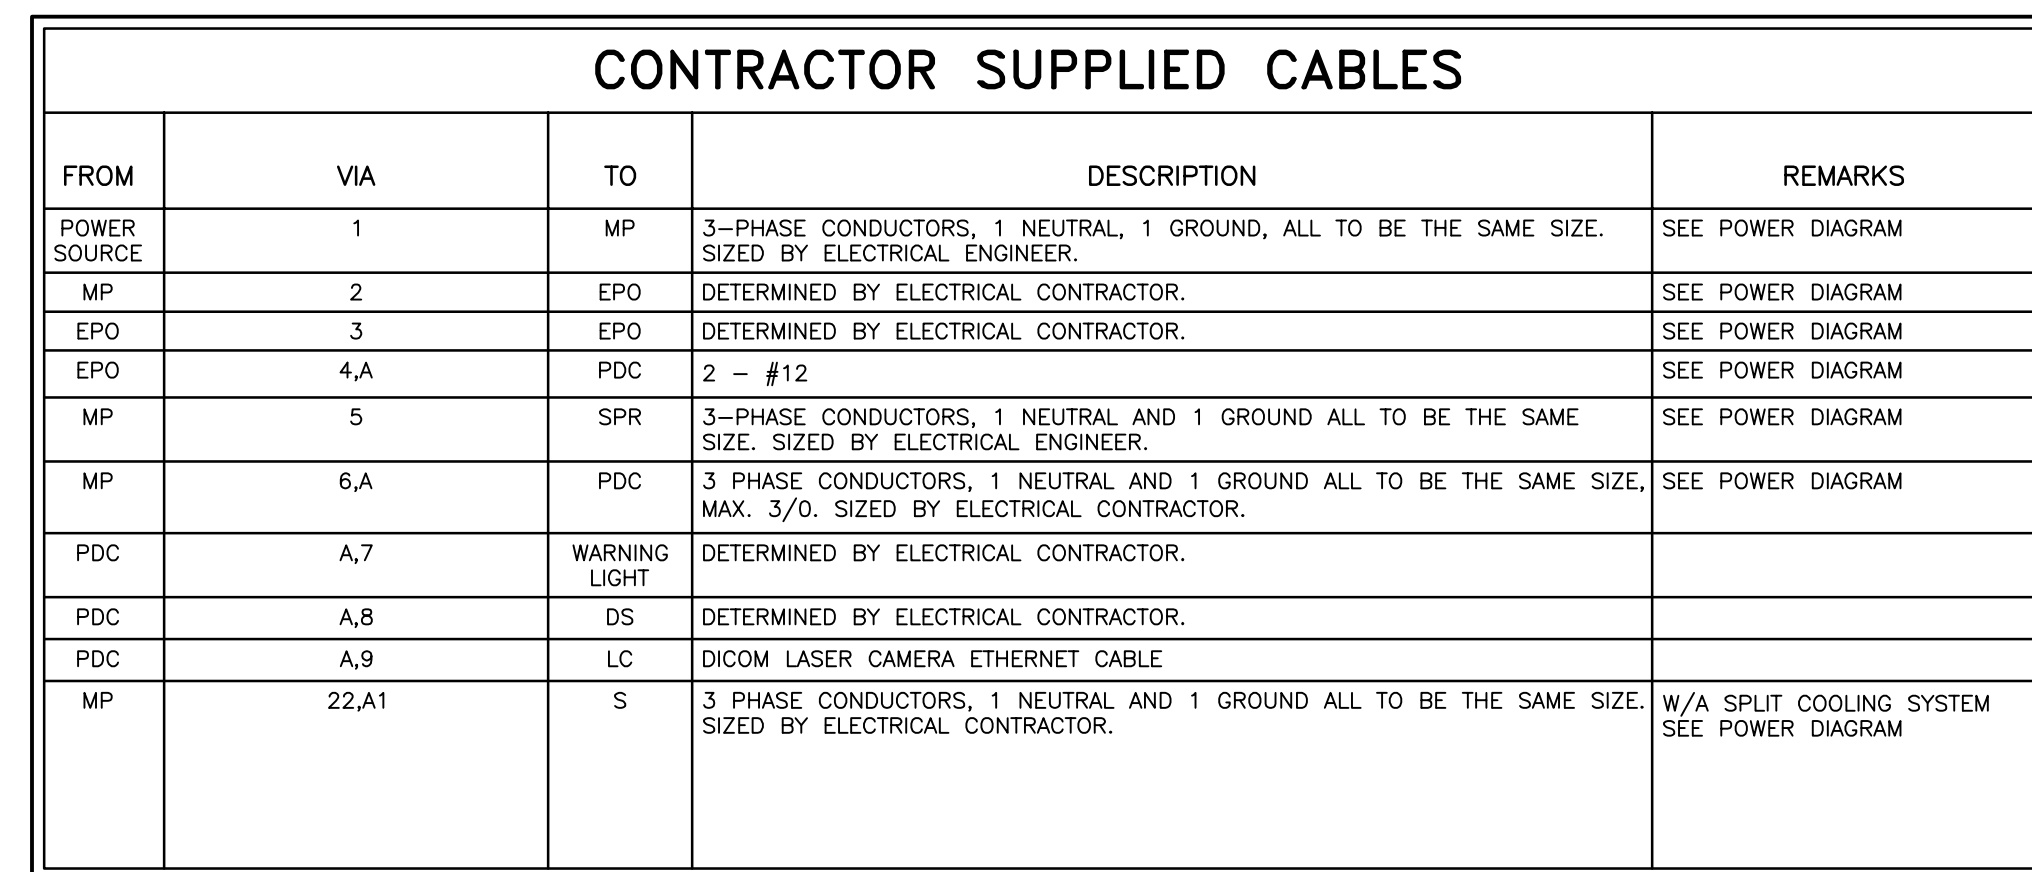 CONTRACTOR SUPPLIED CABLES
FROM VIA TO DESCRIPTION REMARKS
POWER SOURCE 1 MP 3-PHASE CONDUCTORS, 1 NEUTRAL, 1 GROUND, ALL TO BE THE SAME SIZE. SEE POWER DIAGRAM
SIZED BY ELECTRICAL ENGINEER.
MP 2 EPO DETERMINED BY ELECTRICAL CONTRACTOR. SEE POWER DIAGRAM
EPO 3 EPO DETERMINED BY ELECTRICAL CONTRACTOR. SEE POWER DIAGRAM
EPO 4,A PDC 2 - #12 SEE POWER DIAGRAM
MP 5 SPR 3-PHASE CONDUCTORS, 1 NEUTRAL AND 1 GROUND ALL TO BE THE SAME SEE POWER DIAGRAM
SIZE. SIZED BY ELECTRICAL ENGINEER.
MP 6,A PDC 3 PHASE CONDUCTORS, 1 NEUTRAL AND 1 GROUND ALL TO BE THE SAME SIZE, SEE POWER DIAGRAM
MAX. 3/0. SIZED BY ELECTRICAL CONTRACTOR.
PDC A,7 WARNING LIGHT DETERMINED BY ELECTRICAL CONTRACTOR.
PDC A,8 DS DETERMINED BY ELECTRICAL CONTRACTOR.
PDC A,9 LC DICOM LASER CAMERA ETHERNET CABLE
MP 22,A1 S 3 PHASE CONDUCTORS, 1 NEUTRAL AND 1 GROUND ALL TO BE THE SAME SIZE. W/A SPLIT COOLING SYSTEM
SIZED BY ELECTRICAL CONTRACTOR. SEE POWER DIAGRAM